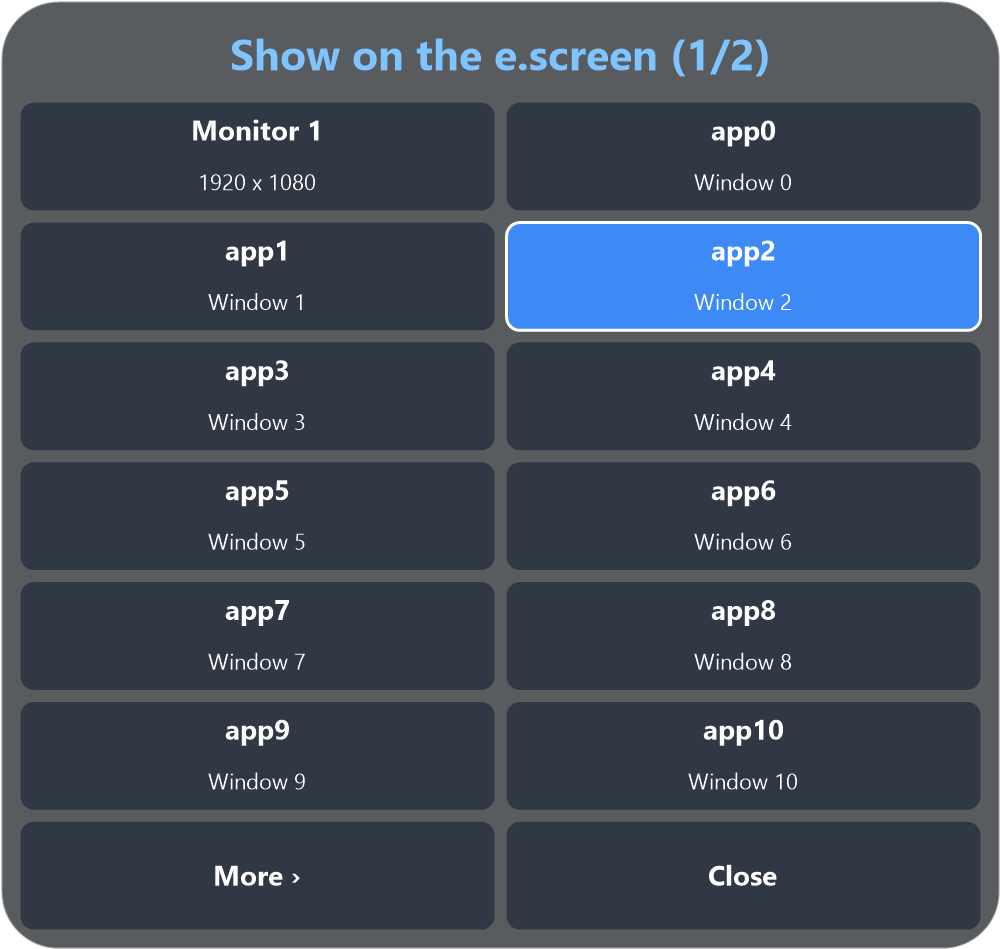 Show on the e.screen (1/2)
Monitor 1
1920 x 1080
app0
Window 0
app1
Window 1
app2
Window 2
app3
Window 3
app4
Window 4
app5
Window 5
app6
Window 6
app7
Window 7
app8
Window 8
app9
Window 9
app10
Window 10
More ›
Close